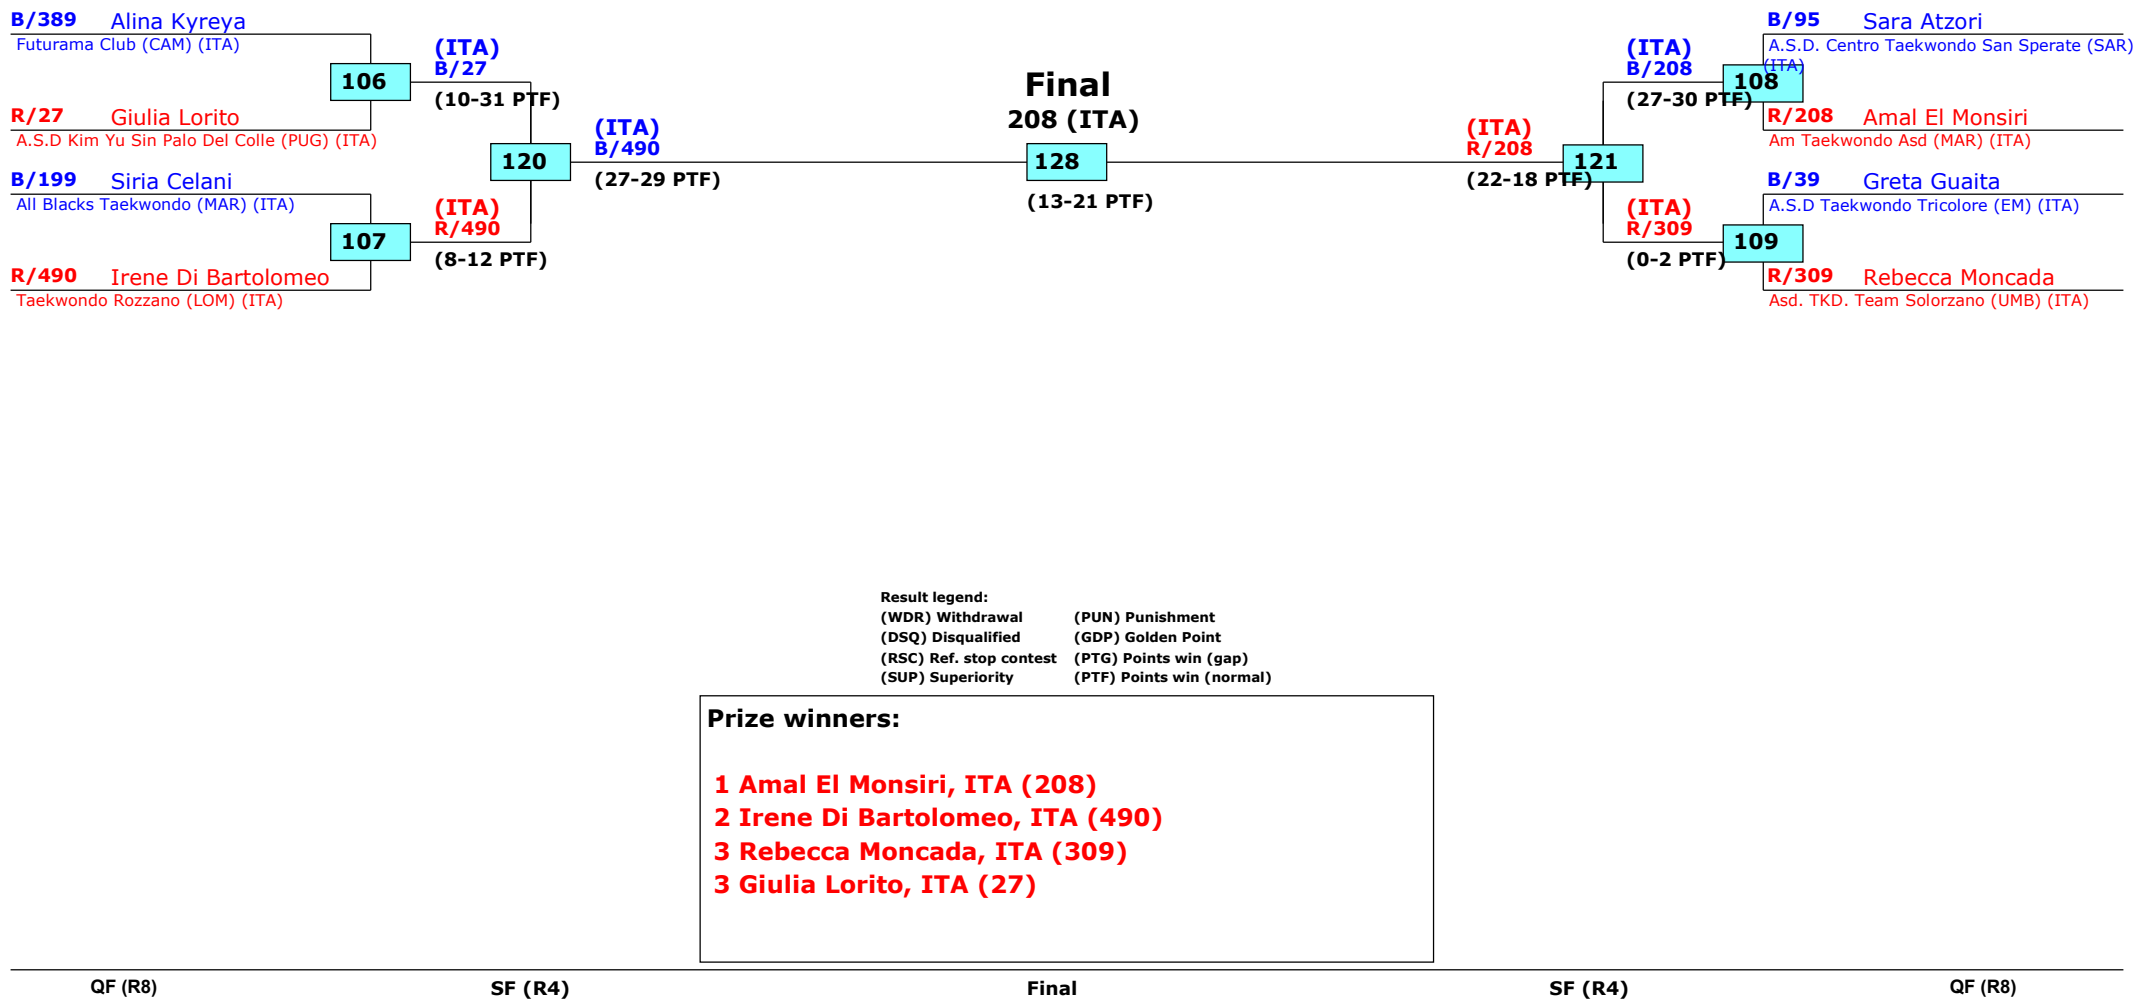 B/389 Alina Kyreya
Futurama Club (CAM) (ITA)
106
R/27 Giulia Lorito
A.S.D Kim Yu Sin Palo Del Colle (PUG) (ITA)
B/199 Siria Celani
All Blacks Taekwondo (MAR) (ITA)
107
R/490 Irene Di Bartolomeo
Taekwondo Rozzano (LOM) (ITA)
(ITA)
B/27
(10-31 PTF)
120
(ITA)
R/490
(8-12 PTF)
(ITA)
B/490
(27-29 PTF)
Final
208 (ITA)
128
(13-21 PTF)
(ITA)
R/208
(22-18 PTF)
121
(ITA)
B/208
(27-30 PTF)
(ITA)
R/309
(0-2 PTF)
B/95 Sara Atzori
A.S.D. Centro Taekwondo San Sperate (SAR)
(ITA)
108
R/208 Amal El Monsiri
Am Taekwondo Asd (MAR) (ITA)
B/39 Greta Guaita
A.S.D Taekwondo Tricolore (EM) (ITA)
109
R/309 Rebecca Moncada
Asd. TKD. Team Solorzano (UMB) (ITA)
Result legend:
(WDR) Withdrawal (PUN) Punishment
(DSQ) Disqualified (GDP) Golden Point
(RSC) Ref. stop contest (PTG) Points win (gap)
(SUP) Superiority (PTF) Points win (normal)
Prize winners:
1 Amal El Monsiri, ITA (208)
2 Irene Di Bartolomeo, ITA (490)
3 Rebecca Moncada, ITA (309)
3 Giulia Lorito, ITA (27)
QF (R8) SF (R4) Final SF (R4) QF (R8)